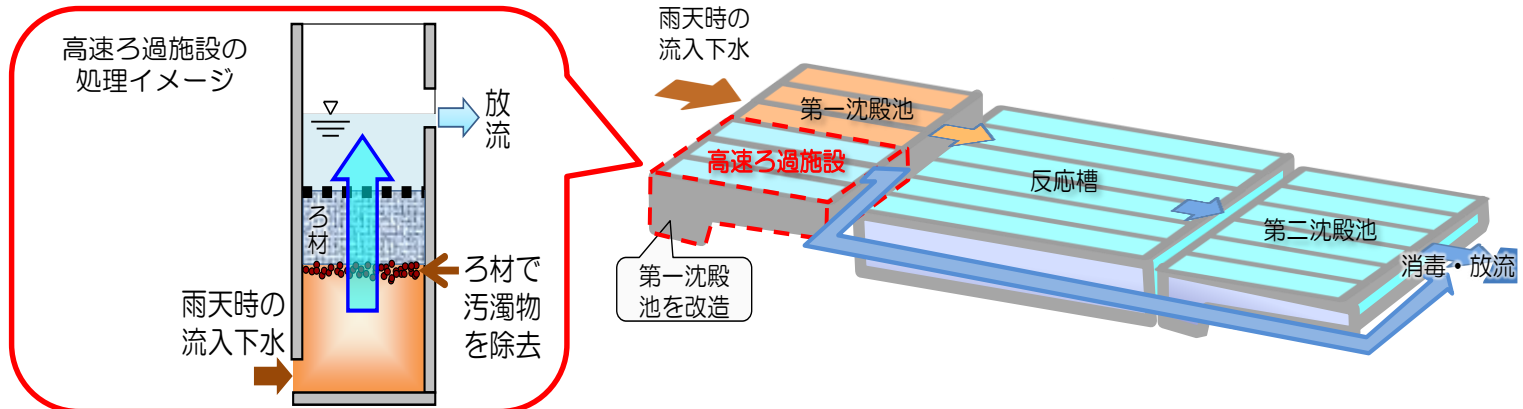 高速ろ過施設の
処理イメージ
放
流
ろ
材
ろ材で
汚濁物
を除去
雨天時の
流入下水
雨天時の
流入下水
第一沈殿池
高速ろ過施設
反応槽
第二沈殿池
消毒・放流
第一沈殿
池を改造